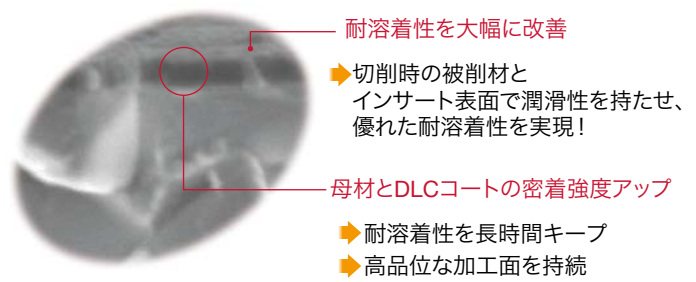 耐溶着性を大幅に改善
切削時の被削材と
インサート表面で潤滑性を持たせ、
優れた耐溶着性を実現！
母材とDLCコートの密着強度アップ
耐溶着性を長時間キープ
高品位な加工面を持続